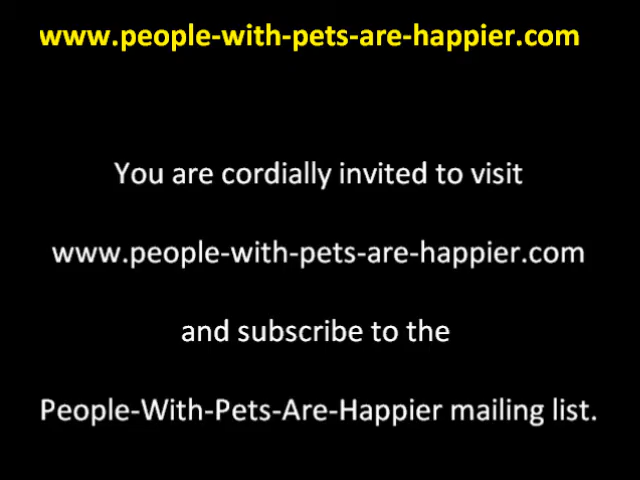 www.people-with-pets-are-happier.com
You are cordially invited to visit
www.people-with-pets-are-happier.com
and subscribe to the
People-With-Pets-Are-Happier mailing list.